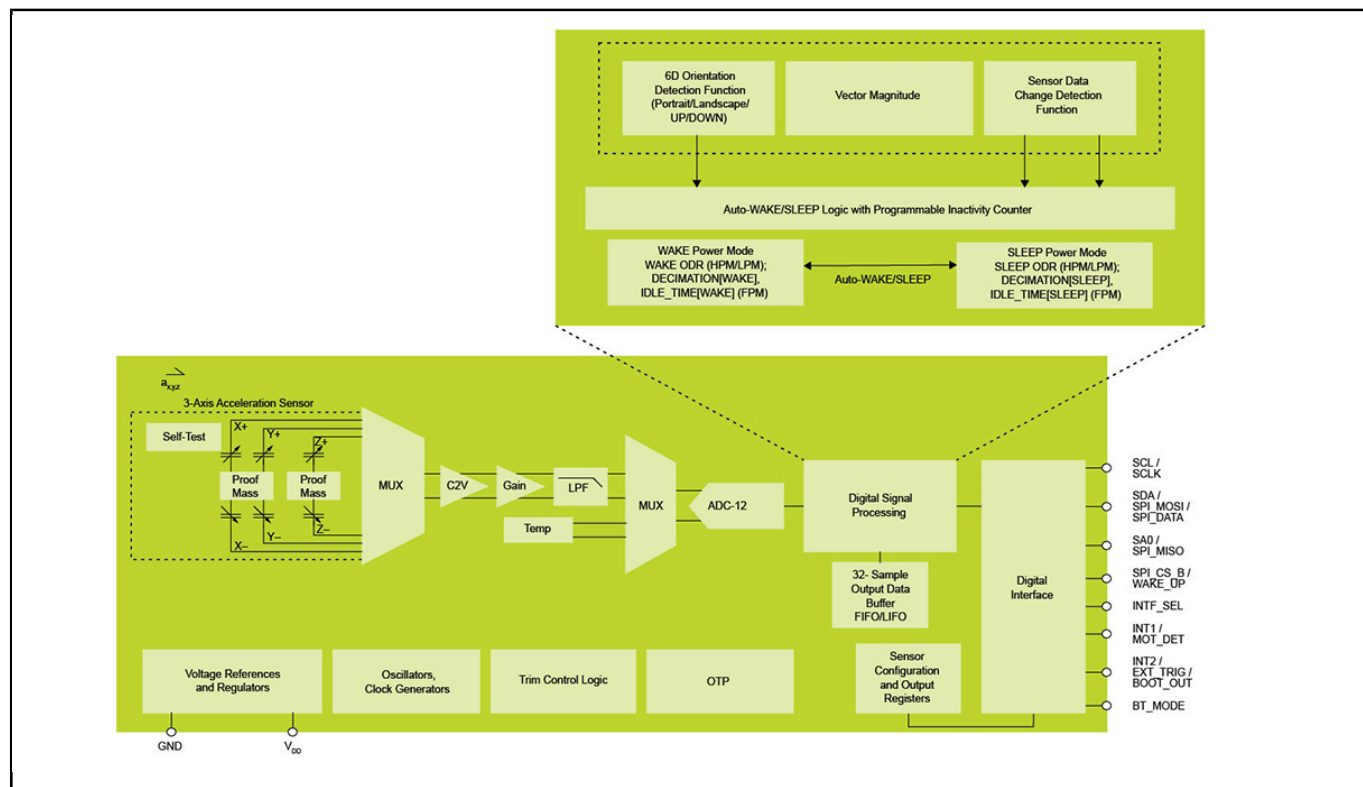 6D Orientation
Detection Function
(Portrait/Landscape/
UP/DOWN)
Vector Magnitude
Sensor Data
Change Detection
Function
Auto-WAKE/SLEEP Logic with Programmable Inactivity Counter
WAKE Power Mode
WAKE ODR (HPM/LPM);
DECIMATION[WAKE],
IDLE_TIME[WAKE] (FPM)
Auto-WAKE/SLEEP
SLEEP Power Mode
SLEEP ODR (HPM/LPM);
DECIMATION[SLEEP],
IDLE_TIME[SLEEP] (FPM)
a x,y,z
3-Axis Acceleration Sensor
Self-Test
X+
Y+
Z+
Proof
Mass
Proof
Mass
X–
Y–
Z–
MUX
C2V
Gain
LPF
Temp
MUX
ADC-12
Digital Signal
Processing
32- Sample
Output Data
Buffer
FIFO/LIFO
Sensor
Configuration
and Output
Registers
Digital
Interface
SCL /
SCLK
SDA /
SPI_MOSI /
SPI_DATA
SA0 /
SPI_MISO
SPI_CS_B /
WAKE_UP
INTF_SEL
INT1 /
MOT_DET
INT2 /
EXT_TRIG /
BOOT_OUT
BT_MODE
Voltage References
and Regulators
Oscillators,
Clock Generators
Trim Control Logic
OTP
GND
VDD